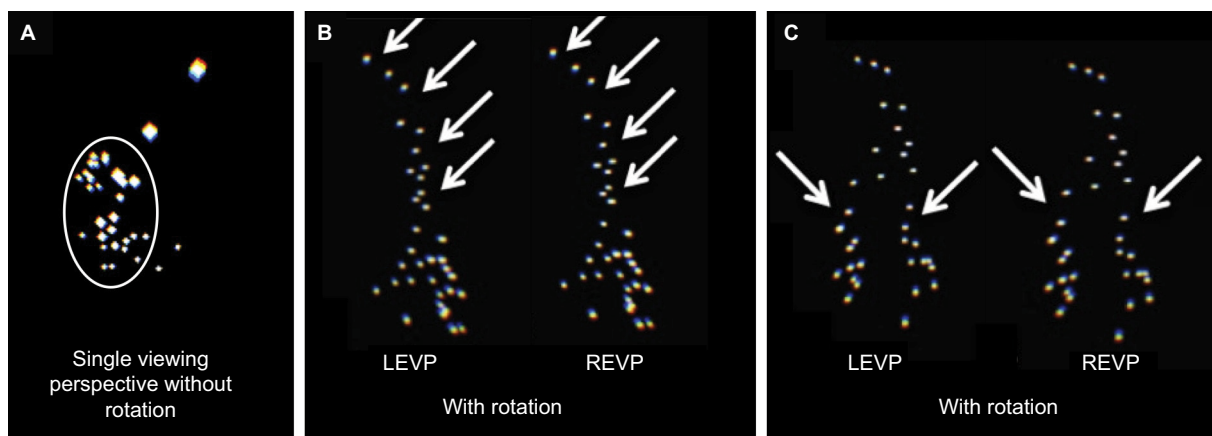 A
B
C
Single viewing
perspective without
rotation
LEVP
REVP
With rotation
LEVP
REVP
With rotation